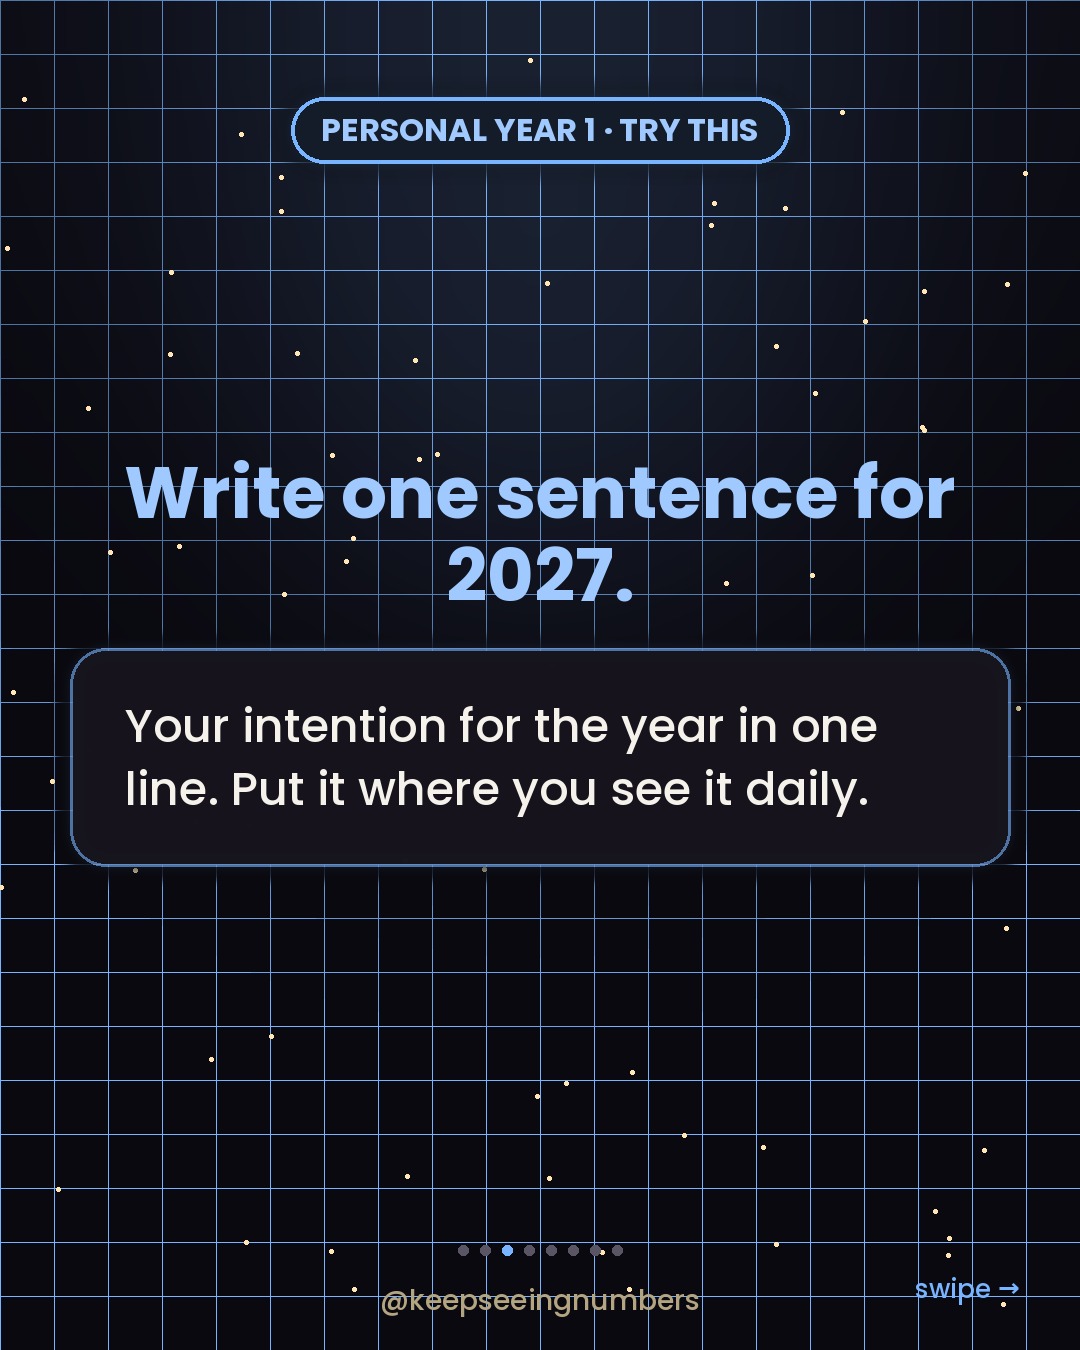 PERSONAL YEAR 1 · TRY THIS
Write one sentence for
2027.
Your intention for the year in one
line. Put it where you see it daily.
@keepseeingnumbers
swipe →